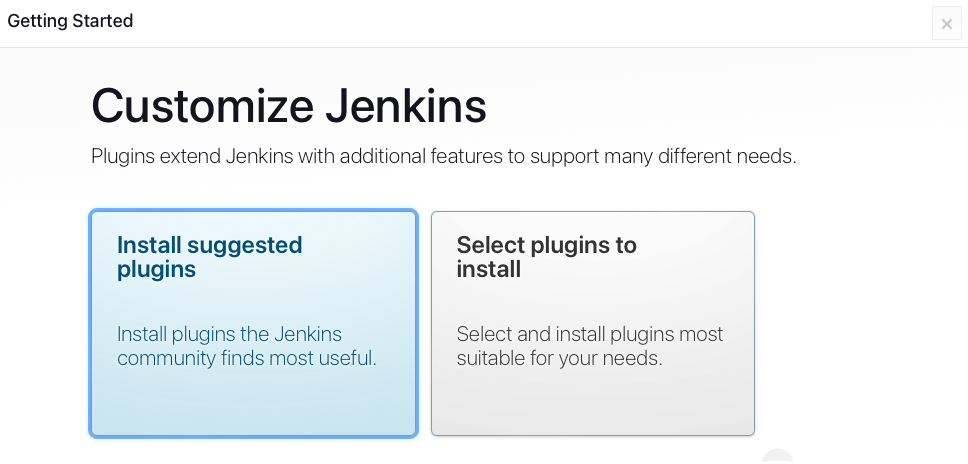 Getting Started
×
Customize Jenkins
Plugins extend Jenkins with additional features to support many different needs.
Install suggested
plugins
Install plugins the Jenkins
community finds most useful.
Select plugins to
install
Select and install plugins most
suitable for your needs.